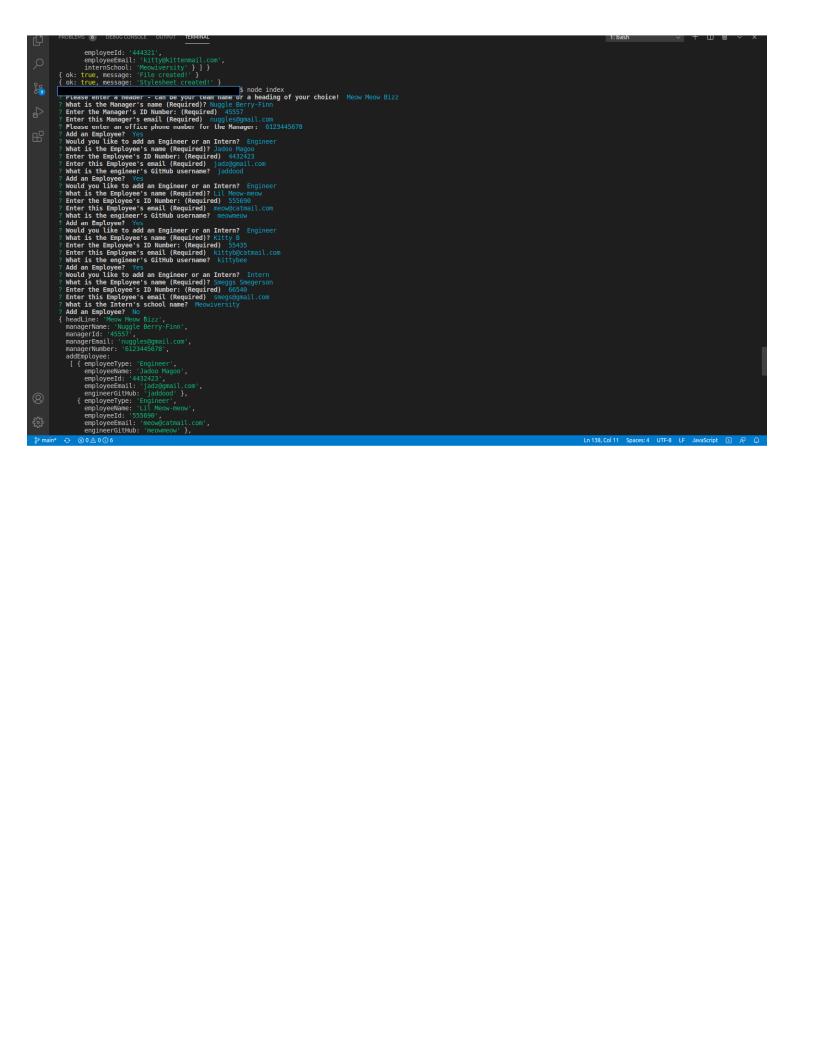 PROBLEMS 6 DEBUG CONSOLE OUTPUT TERMINAL 1: bash
employeeId: '444321',
employeeEmail: 'kitty@kittenmail.com',
internSchool: 'Meowiversity' } ] }
{ ok: true, message: 'File created!' }
{ ok: true, message: 'Stylesheet created!' }
$ node index
? Please enter a header - can be your team name or a heading of your choice! Meow Meow Bizz
? What is the Manager's name (Required)? Nuggle Berry-Finn
? Enter the Manager's ID Number: (Required) 45557
? Enter this Manager's email (Required) nuggles@gmail.com
? Please enter an office phone number for the Manager: 6123445678
? Add an Employee? Yes
? Would you like to add an Engineer or an Intern? Engineer
? What is the Employee's name (Required)? Jadoo Magoo
? Enter the Employee's ID Number: (Required) 4432423
? Enter this Employee's email (Required) jadz@gmail.com
? What is the engineer's GitHub username? jaddood
? Add an Employee? Yes
? Would you like to add an Engineer or an Intern? Engineer
? What is the Employee's name (Required)? Lil Meow-meow
? Enter the Employee's ID Number: (Required) 555690
? Enter this Employee's email (Required) meow@catmail.com
? What is the engineer's GitHub username? meowmeow
? Add an Employee? Yes
? Would you like to add an Engineer or an Intern? Engineer
? What is the Employee's name (Required)? Kitty B
? Enter the Employee's ID Number: (Required) 55435
? Enter this Employee's email (Required) kittyb@catmail.com
? What is the engineer's GitHub username? kittybee
? Add an Employee? Yes
? Would you like to add an Engineer or an Intern? Intern
? What is the Employee's name (Required)? Smeggs Smegerson
? Enter the Employee's ID Number: (Required) 66540
? Enter this Employee's email (Required) smegs@gmail.com
? What is the Intern's school name? Meowiversity
? Add an Employee? No
{ headLine: 'Meow Meow Bizz',
managerName: 'Nuggle Berry-Finn',
managerId: '45557',
managerEmail: 'nuggles@gmail.com',
managerNumber: '6123445678',
addEmployee:
[ { employeeType: 'Engineer',
employeeName: 'Jadoo Magoo',
employeeId: '4432423',
employeeEmail: 'jadz@gmail.com',
engineerGitHub: 'jaddood' },
{ employeeType: 'Engineer',
employeeName: 'Lil Meow-meow',
employeeId: '555690',
employeeEmail: 'meow@catmail.com',
engineerGitHub: 'meowmeow' },
main* 0 0 6 Ln 138, Col 11 Spaces: 4 UTF-8 LF JavaScript